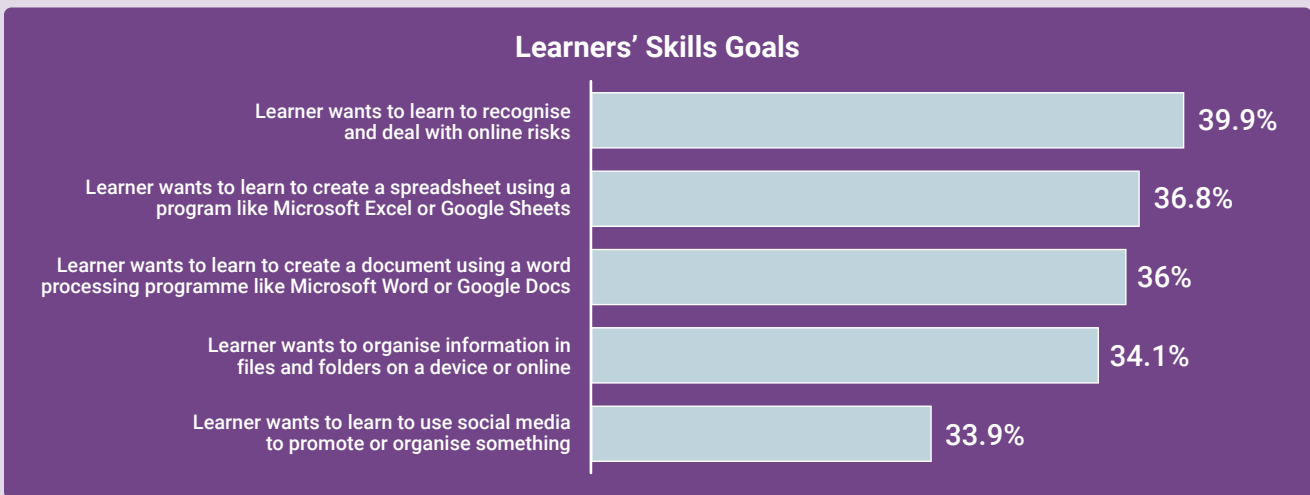 Learners’ Skills Goals
Learner wants to learn to recognise
and deal with online risks
39.9%
Learner wants to learn to create a spreadsheet using a
program like Microsoft Excel or Google Sheets
36.8%
Learner wants to learn to create a document using a word
processing programme like Microsoft Word or Google Docs
36%
Learner wants to organise information in
files and folders on a device or online
34.1%
Learner wants to learn to use social media
to promote or organise something
33.9%